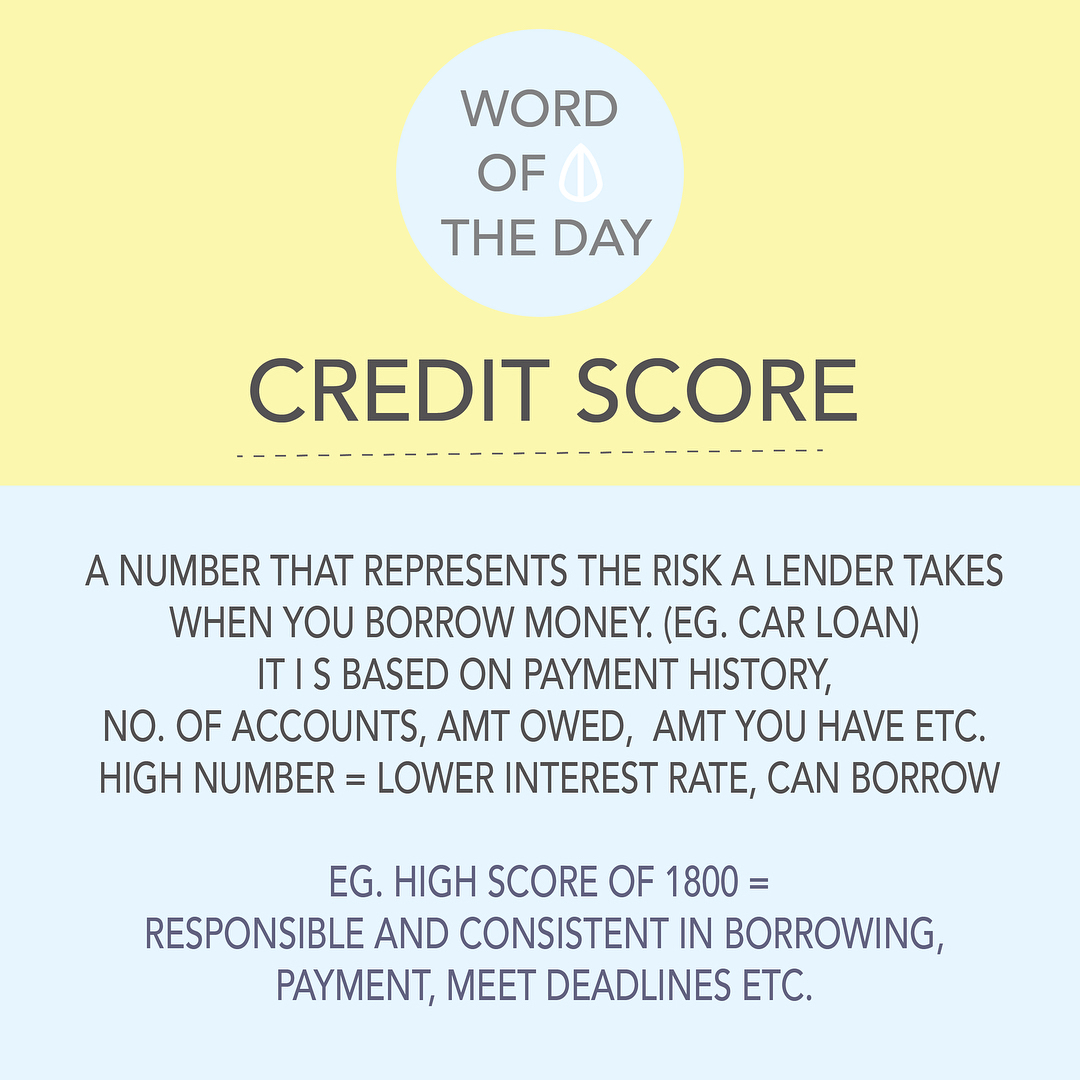 WORD
OF
THE DAY
CREDIT SCORE
A NUMBER THAT REPRESENTS THE RISK A LENDER TAKES
WHEN YOU BORROW MONEY. (EG. CAR LOAN)
IT I S BASED ON PAYMENT HISTORY,
NO. OF ACCOUNTS, AMT OWED,  AMT YOU HAVE ETC.
HIGH NUMBER = LOWER INTEREST RATE, CAN BORROW
EG. HIGH SCORE OF 1800 =
RESPONSIBLE AND CONSISTENT IN BORROWING,
PAYMENT, MEET DEADLINES ETC.